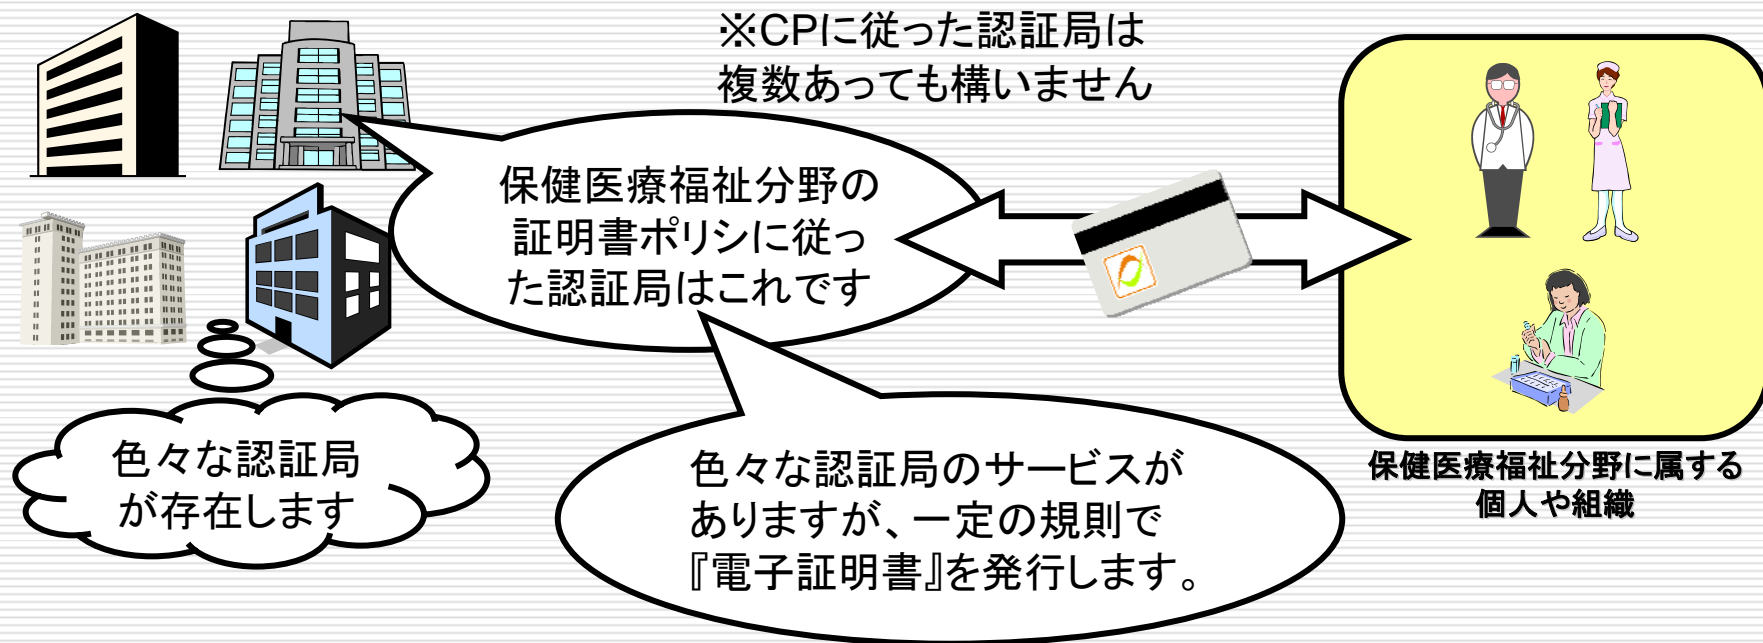 ※CPに従った認証局は
複数あっても構いません
保健医療福祉分野の
証明書ポリシに従っ
た認証局はこれです
色々な認証局
が存在します
色々な認証局のサービスが
ありますが、一定の規則で
『電子証明書』を発行します。
保健医療福祉分野に属する
個人や組織